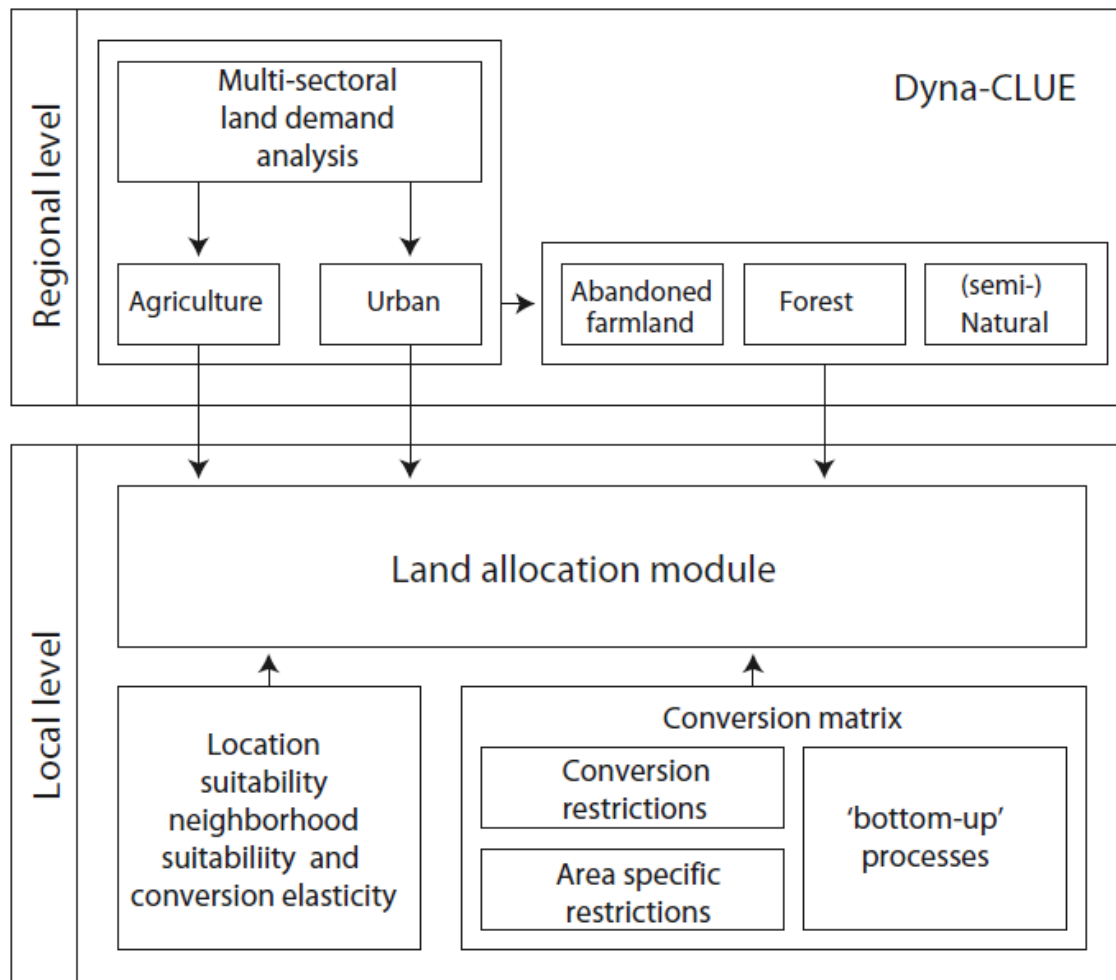 Regional level
Multi-sectoral
land demand
analysis
Dyna-CLUE
Agriculture
Urban
Abandoned
farmland
Forest
(semi-)
Natural
Local level
Land allocation module
Location
suitability
neighborhood
suitabiliity and
conversion elasticity
Conversion matrix
Conversion
restrictions
Area specific
restrictions
‘bottom-up’
processes